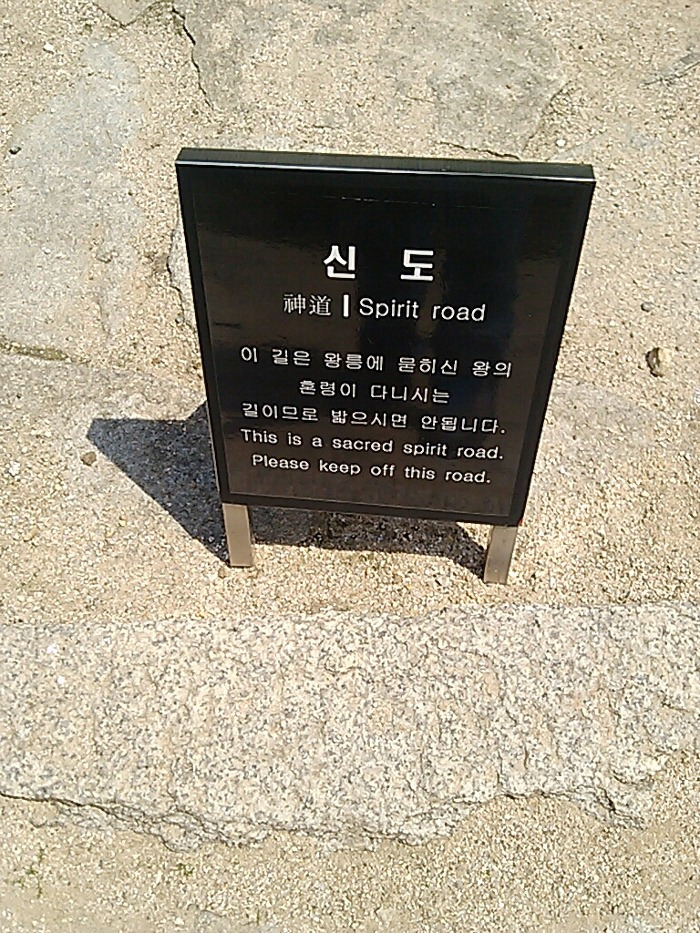 신 도
神道 | Spirit road
이 길은 왕릉에 묻히신 왕의
혼령이 다니시는
길이므로 밟으시면 안됩니다.
This is a sacred spirit road.
Please keep off this road.